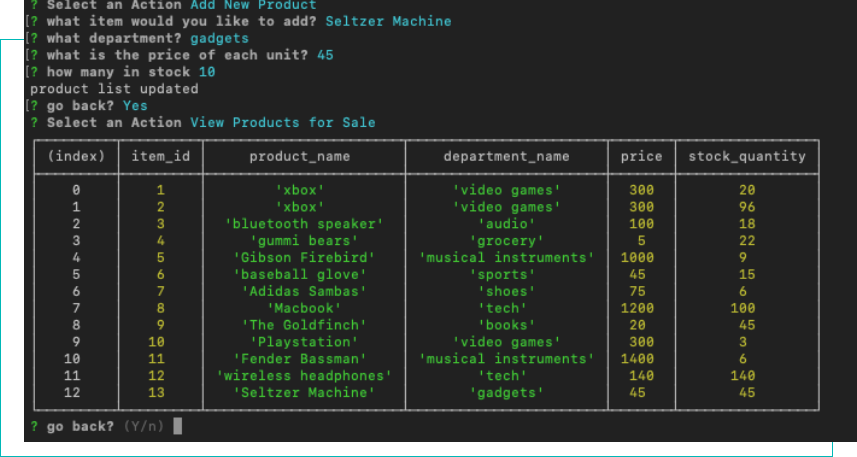 ? Select an Action Add New Product
[? what item would you like to add? Seltzer Machine
[? what department? gadgets
[? what is the price of each unit? 45
[? how many in stock 10
product list updated
[? go back? Yes
? Select an Action View Products for Sale
(index) item_id product_name department_name price stock_quantity
0 1 'xbox' 'video games' 300 20
1 2 'xbox' 'video games' 300 96
2 3 'bluetooth speaker' 'audio' 100 18
3 4 'gummi bears' 'grocery' 5 22
4 5 'Gibson Firebird' 'musical instruments' 1000 9
5 6 'baseball glove' 'sports' 45 15
6 7 'Adidas Sambas' 'shoes' 75 6
7 8 'Macbook' 'tech' 1200 100
8 9 'The Goldfinch' 'books' 20 45
9 10 'Playstation' 'video games' 300 3
10 11 'Fender Bassman' 'musical instruments' 1400 6
11 12 'wireless headphones' 'tech' 140 140
12 13 'Seltzer Machine' 'gadgets' 45 45
? go back? (Y/n)